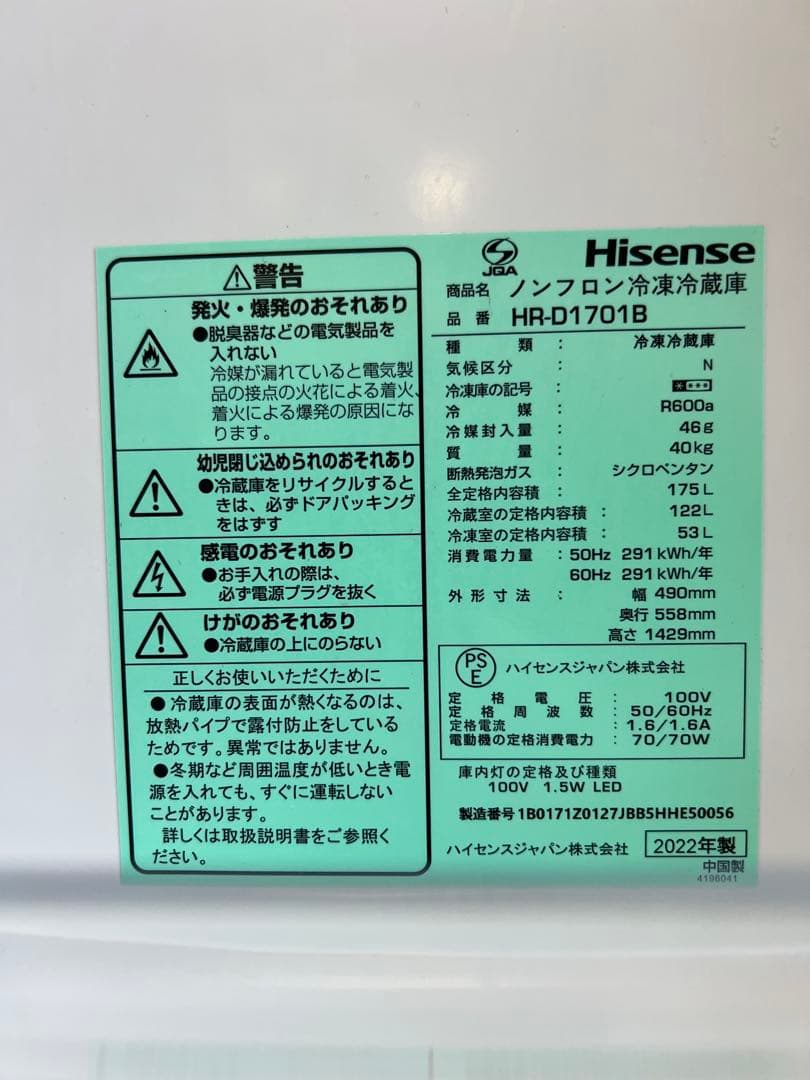 ⚠警告
発火・爆発のおそれあり
●脱臭器などの電気製品を
入れない
冷媒が漏れていると電気製
品の接点の火花による着火、
着火による爆発の原因にな
ります。
幼児閉じ込められのおそれあり
●冷蔵庫をリサイクルすると
きは、必ずドアパッキング
をはずす
感電のおそれあり
●お手入れの際は、
必ず電源プラグを抜く
けがのおそれあり
●冷蔵庫の上にのらない
正しくお使いいただくために
●冷蔵庫の表面が熱くなるのは、
放熱パイプで露付防止をしている
ためです。異常ではありません。
●冬期など周囲温度が低いとき電
源を入れても、すぐに運転しない
ことがあります。
詳しくは取扱説明書をご参照く
ださい。
JQA
Hisense
商品名 ノンフロン冷凍冷蔵庫
品番 HR-D1701B
種類: 冷凍冷蔵庫
気候区分: N
冷凍庫の記号: * ***
冷媒: R600a
冷媒封入量: 46g
質量: 40kg
断熱発泡ガス: シクロペンタン
全定格内容積: 175L
冷蔵室の定格内容積: 122L
冷凍室の定格内容積: 53L
消費電力量: 50Hz 291kWh/年
60Hz 291kWh/年
外形寸法: 幅 490mm
奥行 558mm
高さ 1429mm
PS
E
ハイセンスジャパン株式会社
定格電圧: 100V
定格周波数: 50/60Hz
定格電流: 1.6/1.6A
電動機の定格消費電力: 70/70W
庫内灯の定格及び種類
100V 1.5W LED
製造番号 1B0171Z0127JBB5HHE50056
ハイセンスジャパン株式会社 2022年製
中国製
4196041